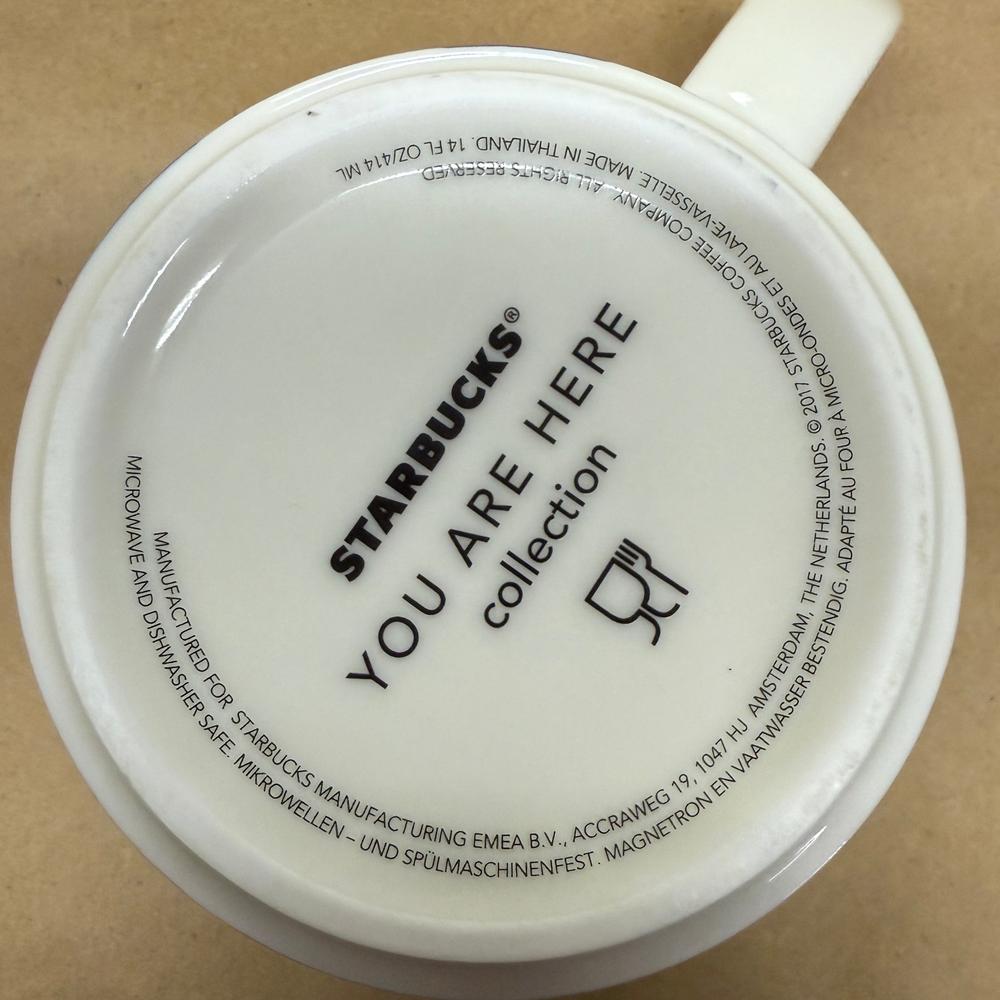 STARBUCKS®
YOU ARE HERE
collection
MANUFACTURED FOR STARBUCKS MANUFACTURING EMEA B.V., ACCRAWEG 19, 1047 HJ AMSTERDAM, THE NETHERLANDS. © 2017 STARBUCKS COFFEE COMPANY. ALL RIGHTS RESERVED
MICROWAVE AND DISHWASHER SAFE. MIKROWELLEN – UND SPÜLMASCHINENFEST. MAGNETRON EN VAATWASSER BESTENDIG. ADAPTÉ AU FOUR À MICRO-ONDES ET AU LAVE-VAISSELLE. MADE IN THAILAND. 14 FL OZ/414 ML